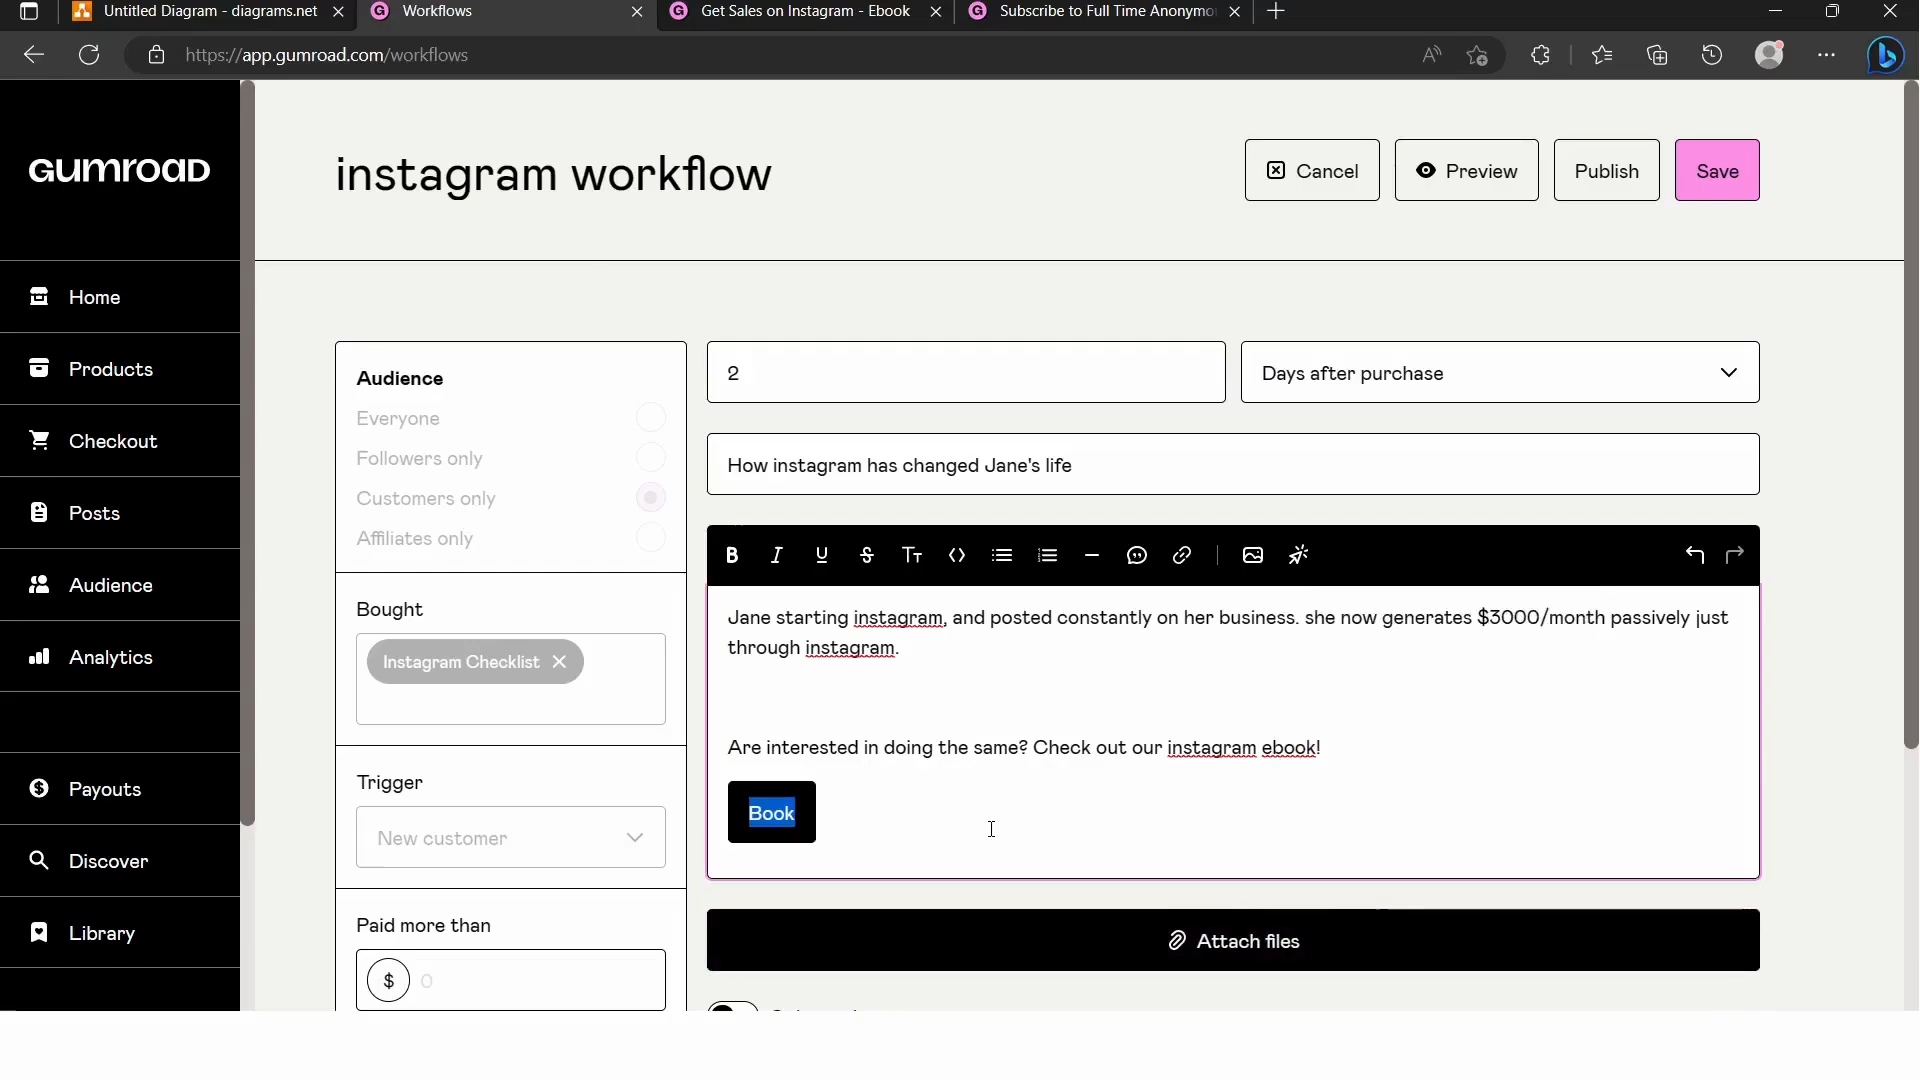 Untitled Diagram - diagrams.net
Workflows
Get Sales on Instagram - Ebook
Subscribe to Full Time Anonymo
https://app.gumroad.com/workflows
GUMROAD
instagram workflow
Cancel
Preview
Publish
Save
Home
Products
Checkout
Posts
Audience
Analytics
Payouts
Discover
Library
Audience
Everyone
Followers only
Customers only
Affiliates only
Bought
Instagram Checklist
Trigger
New customer
Paid more than
$ 0
2
Days after purchase
How instagram has changed Jane's life
Jane starting instagram, and posted constantly on her business. she now generates $3000/month passively just
through instagram.
Are interested in doing the same? Check out our instagram ebook!
Book
Attach files